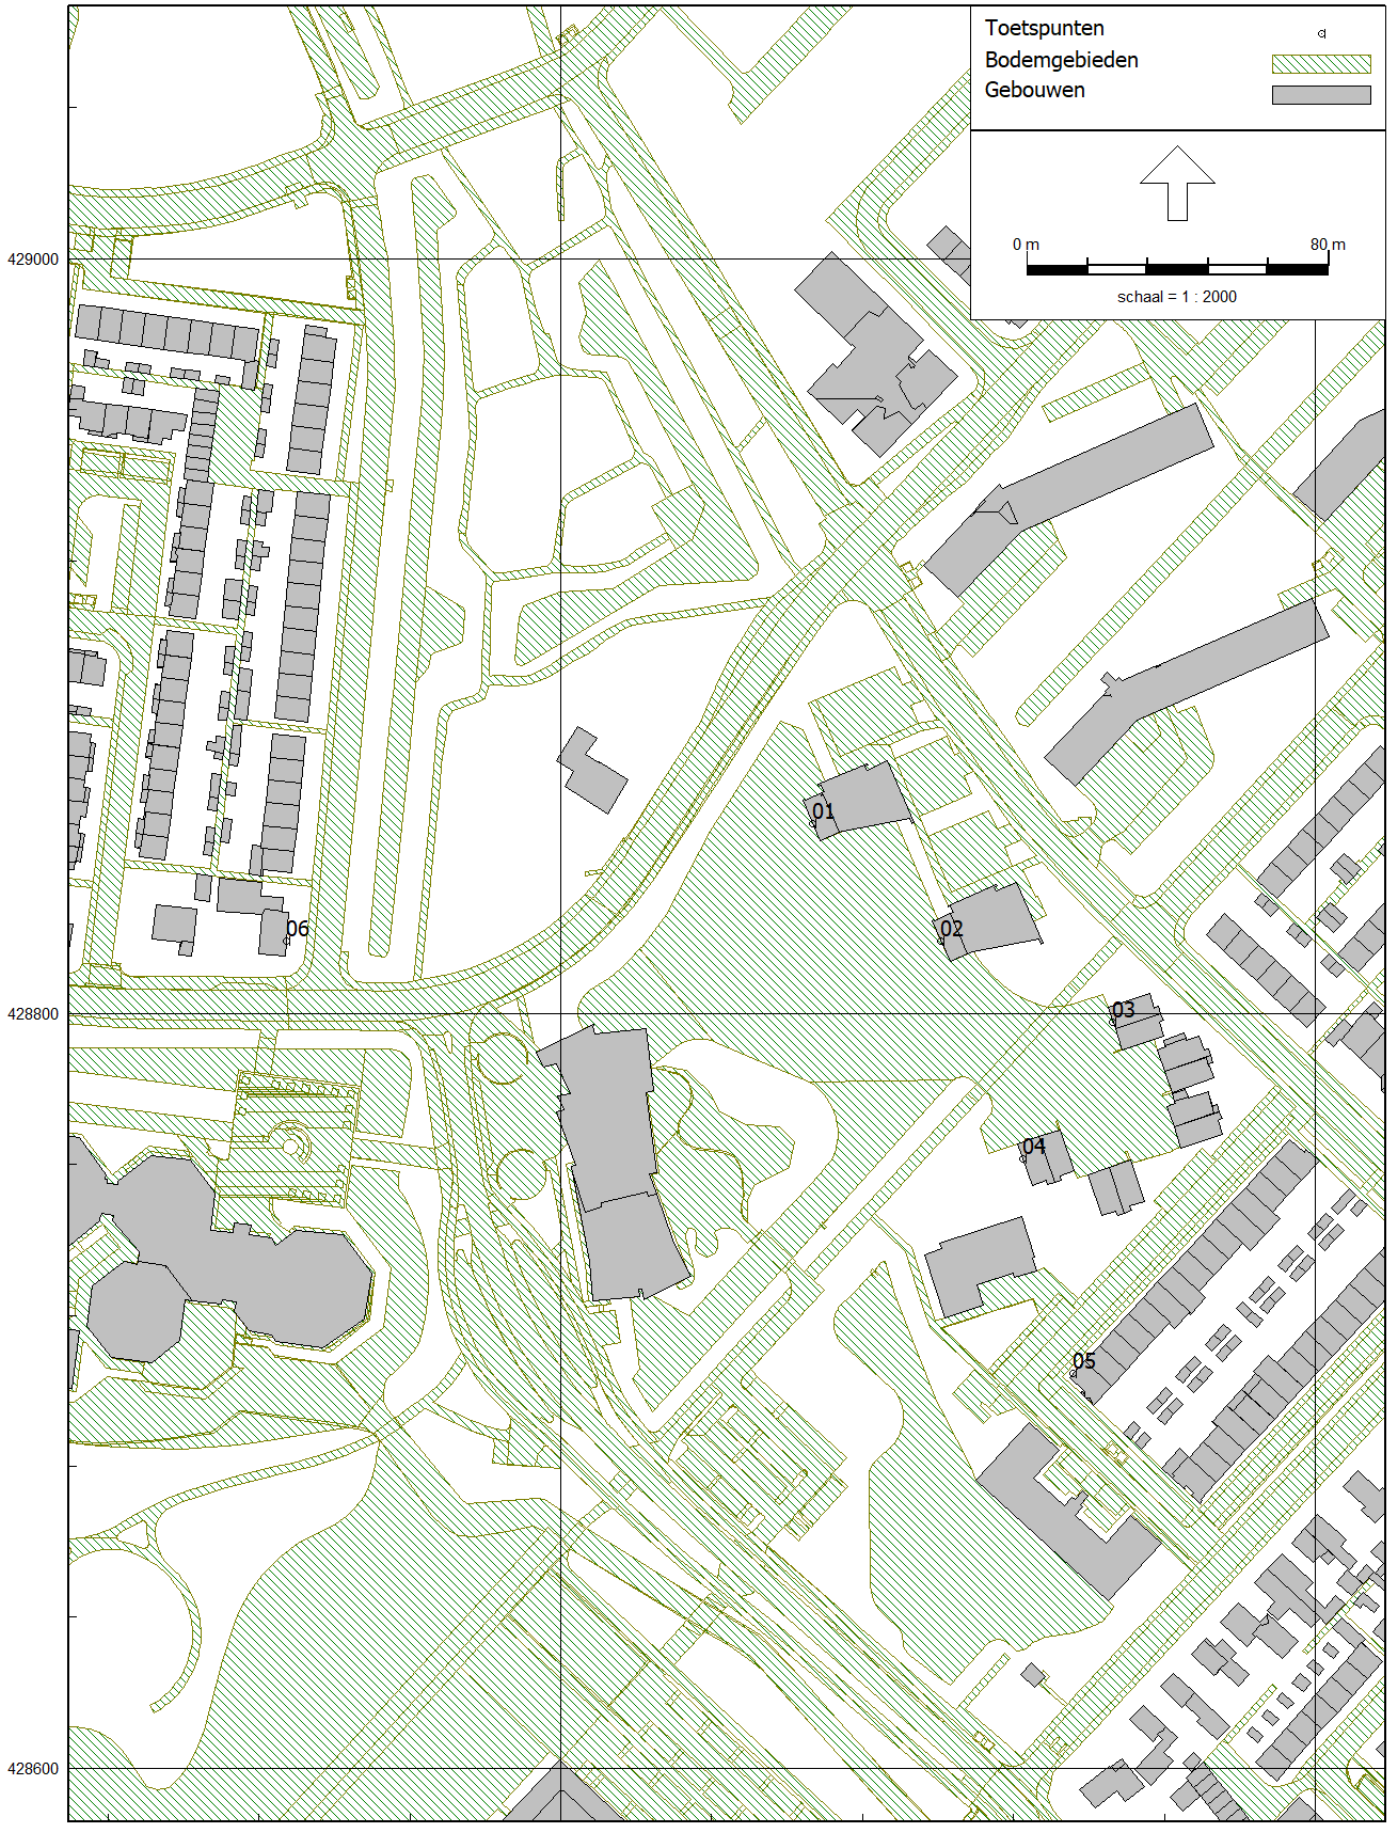 Toetspunten
Bodemgebieden
Gebouwen
0 m 80 m
schaal = 1 : 2000
429000
01
02
06
03
428800
04
05
428600